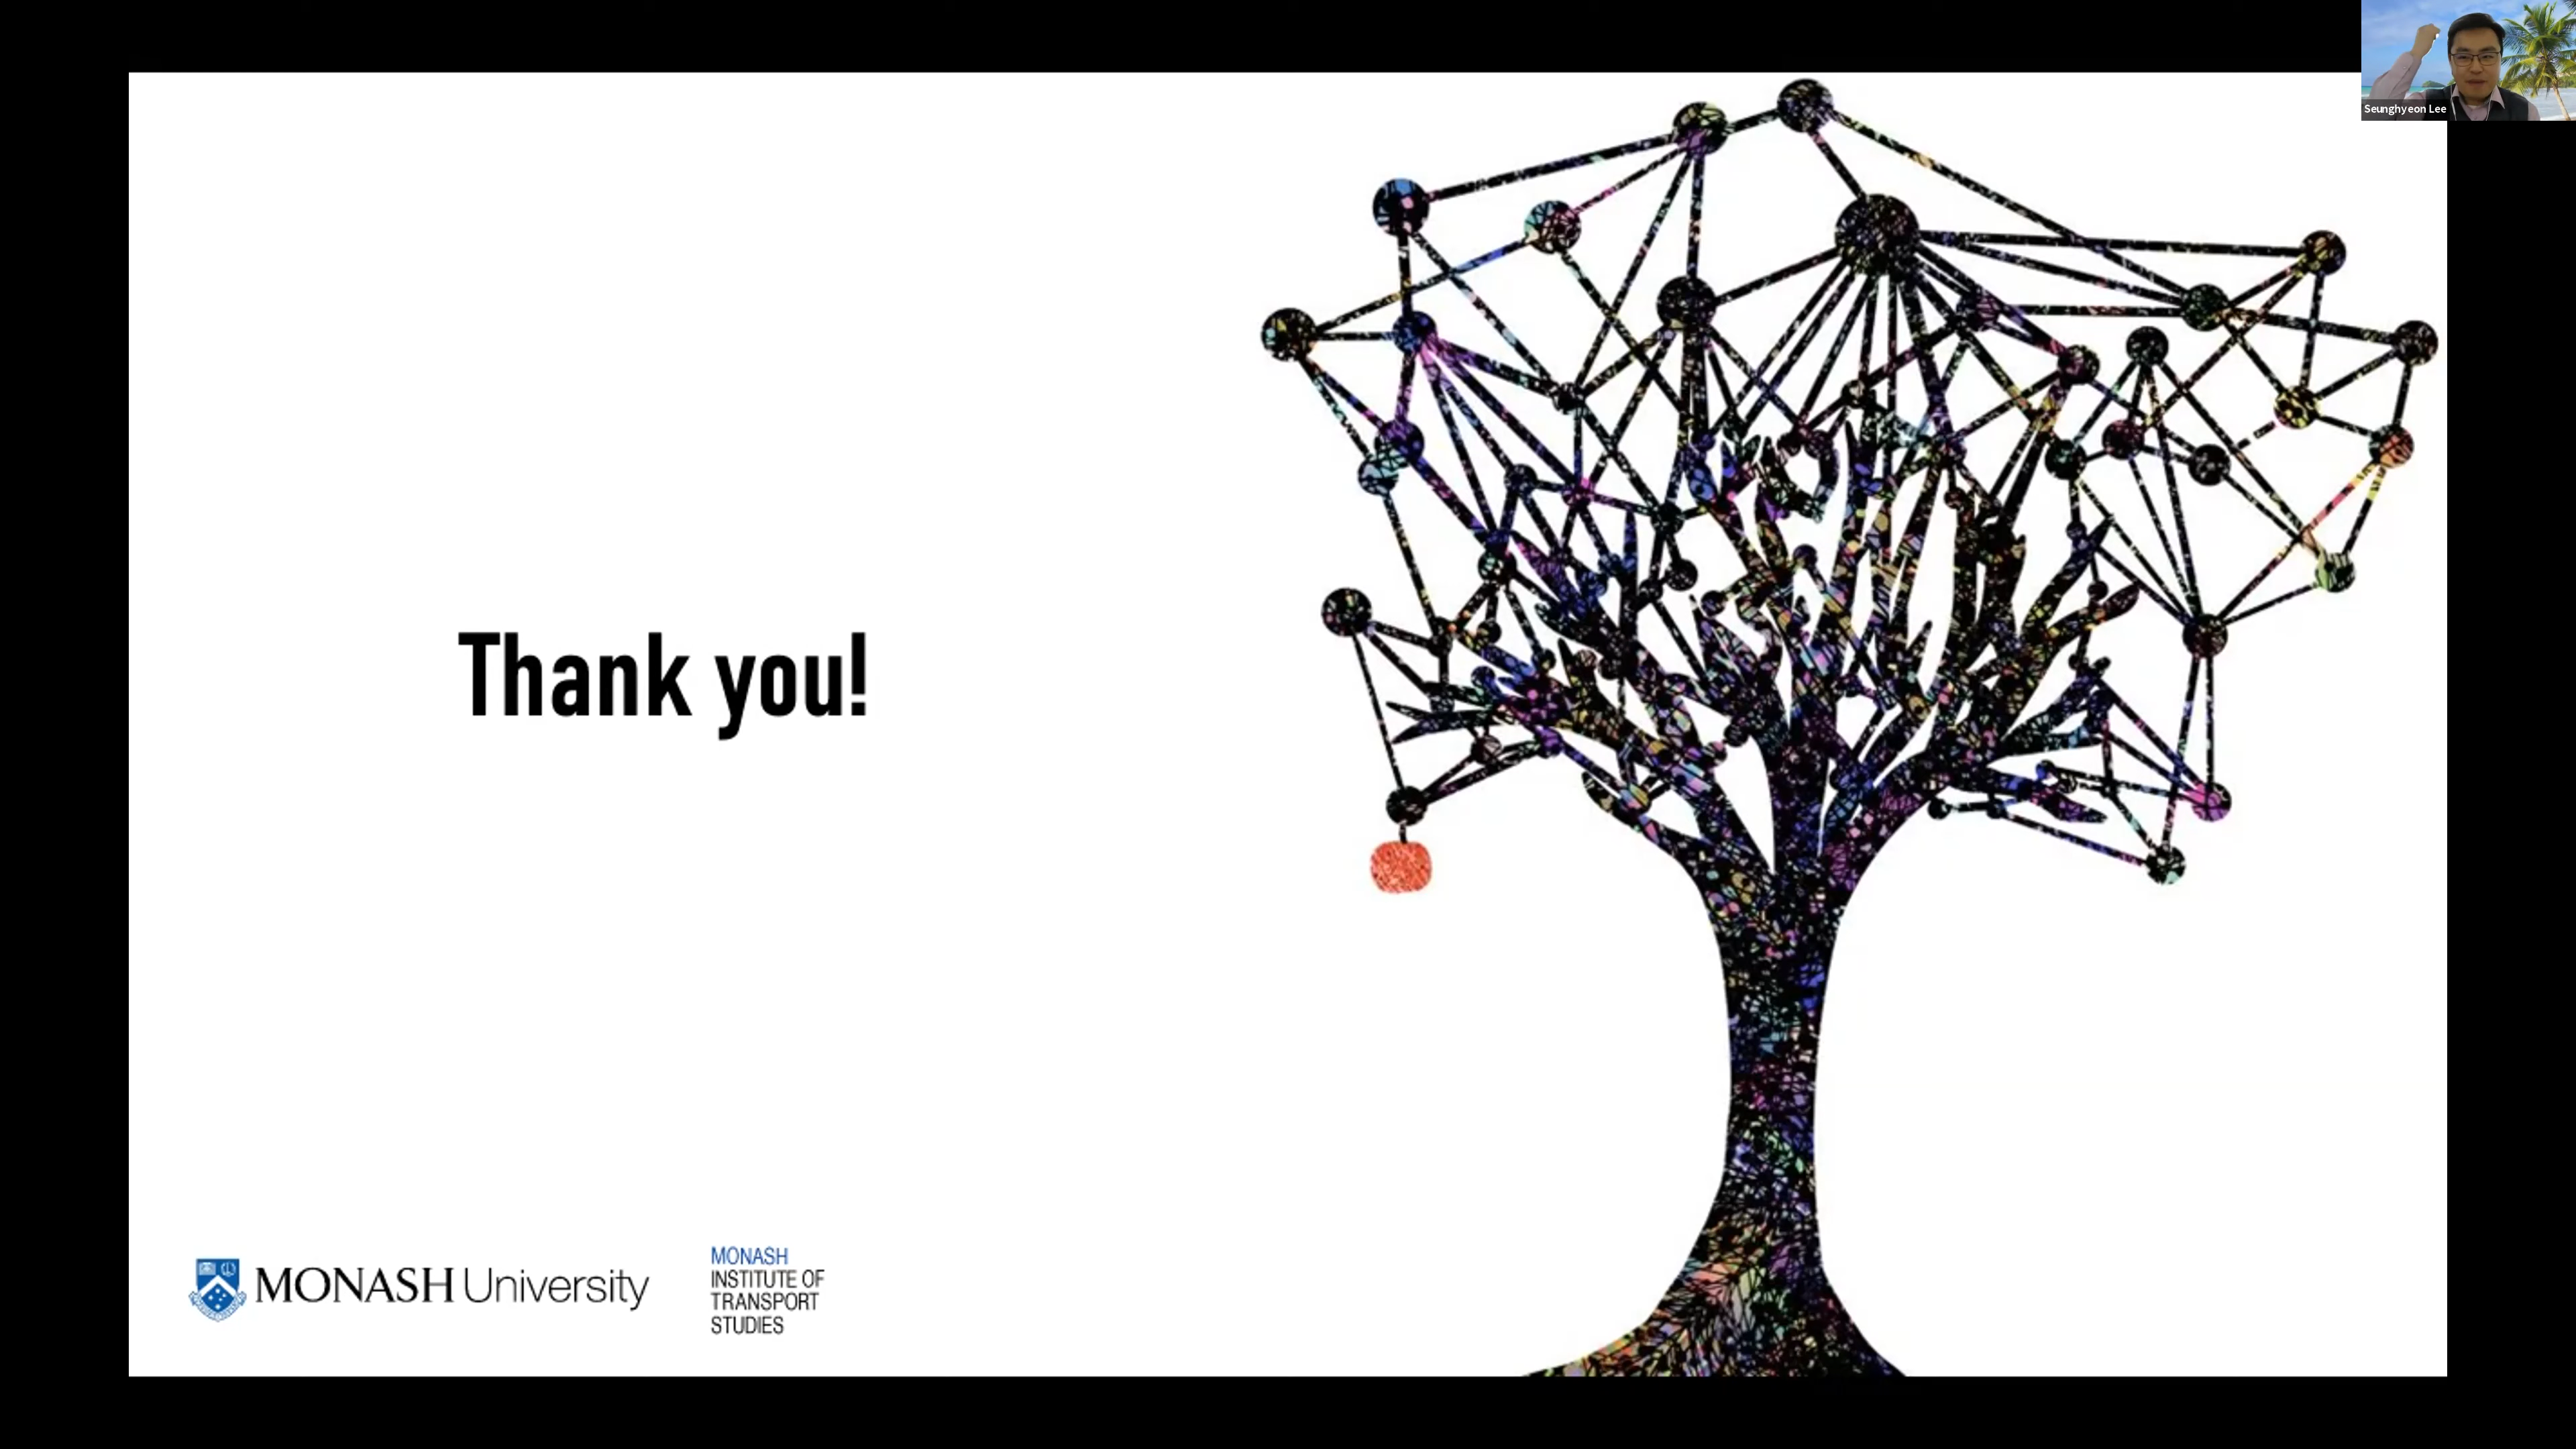 Seunghyeon Lee
Thank you!
MONASH University
MONASH
INSTITUTE OF
TRANSPORT
STUDIES